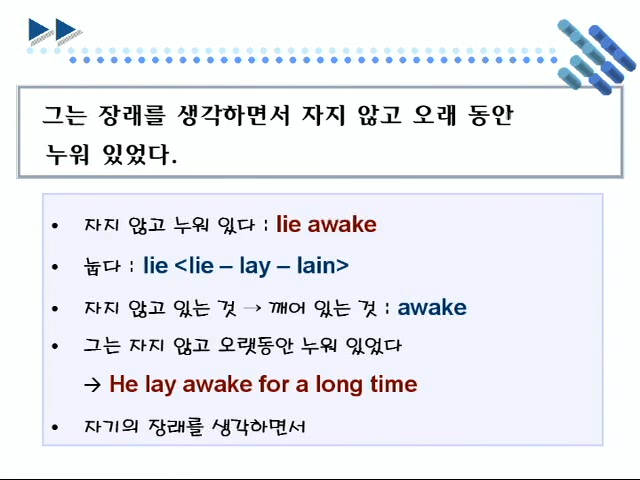 그는 장래를 생각하면서 자지 않고 오래 동안
누워 있었다.
• 자지 않고 누워 있다 : lie awake
• 눕다 : lie <lie – lay – lain>
• 자지 않고 있는 것 → 깨어 있는 것 : awake
• 그는 자지 않고 오랫동안 누워 있었다
→ He lay awake for a long time
• 자기의 장래를 생각하면서